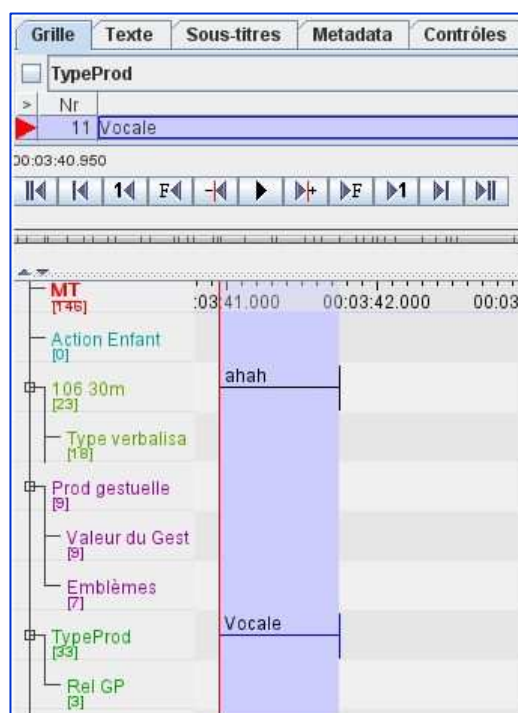 Grille Texte Sous-titres Metadata Contrôles
TypeProd
> Nr
11 Vocale
00:03:40.950
1 F -+ F 1
MT
[146]
:03:41.000 00:03:42.000 00:03
Action Enfant
[0]
106 30m
[23]
ahah
Type verbalisa
[18]
Prod gestuelle
[9]
Valeur du Gest
[9]
Emblèmes
[7]
TypeProd
[33]
Vocale
Rel GP
[3]